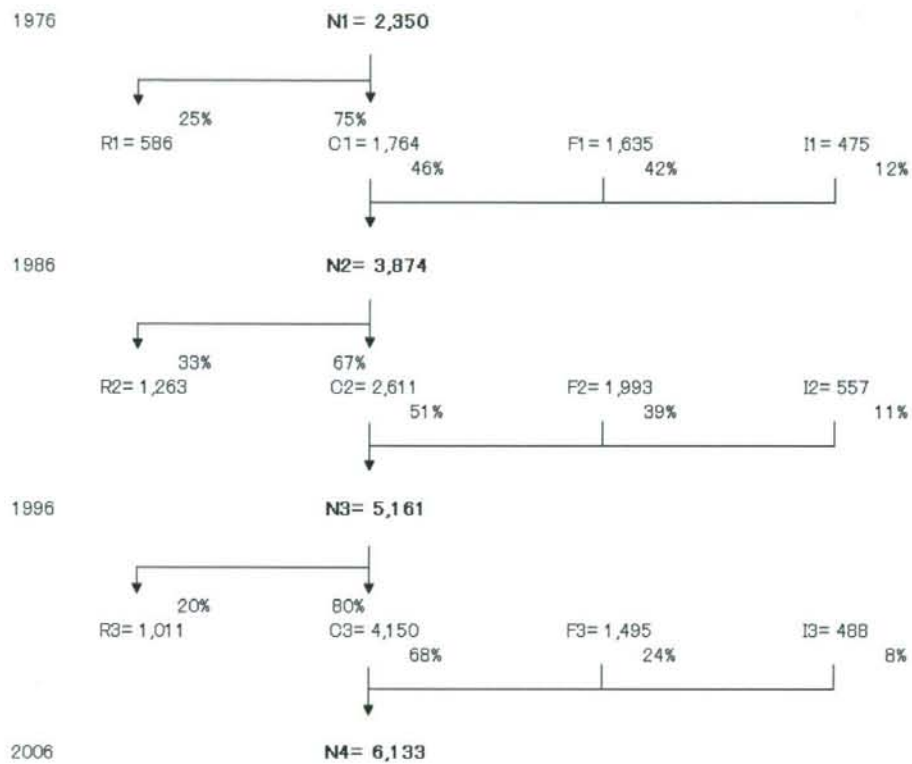 1976 N1= 2,350
25% 75%
R1= 586 C1= 1,764 F1= 1,635 I1= 475
46% 42% 12%
1986 N2= 3,874
33% 67%
R2= 1,263 C2= 2,611 F2= 1,993 I2= 557
51% 39% 11%
1996 N3= 5,161
20% 80%
R3= 1,011 C3= 4,150 F3= 1,495 I3= 488
68% 24% 8%
2006 N4= 6,133